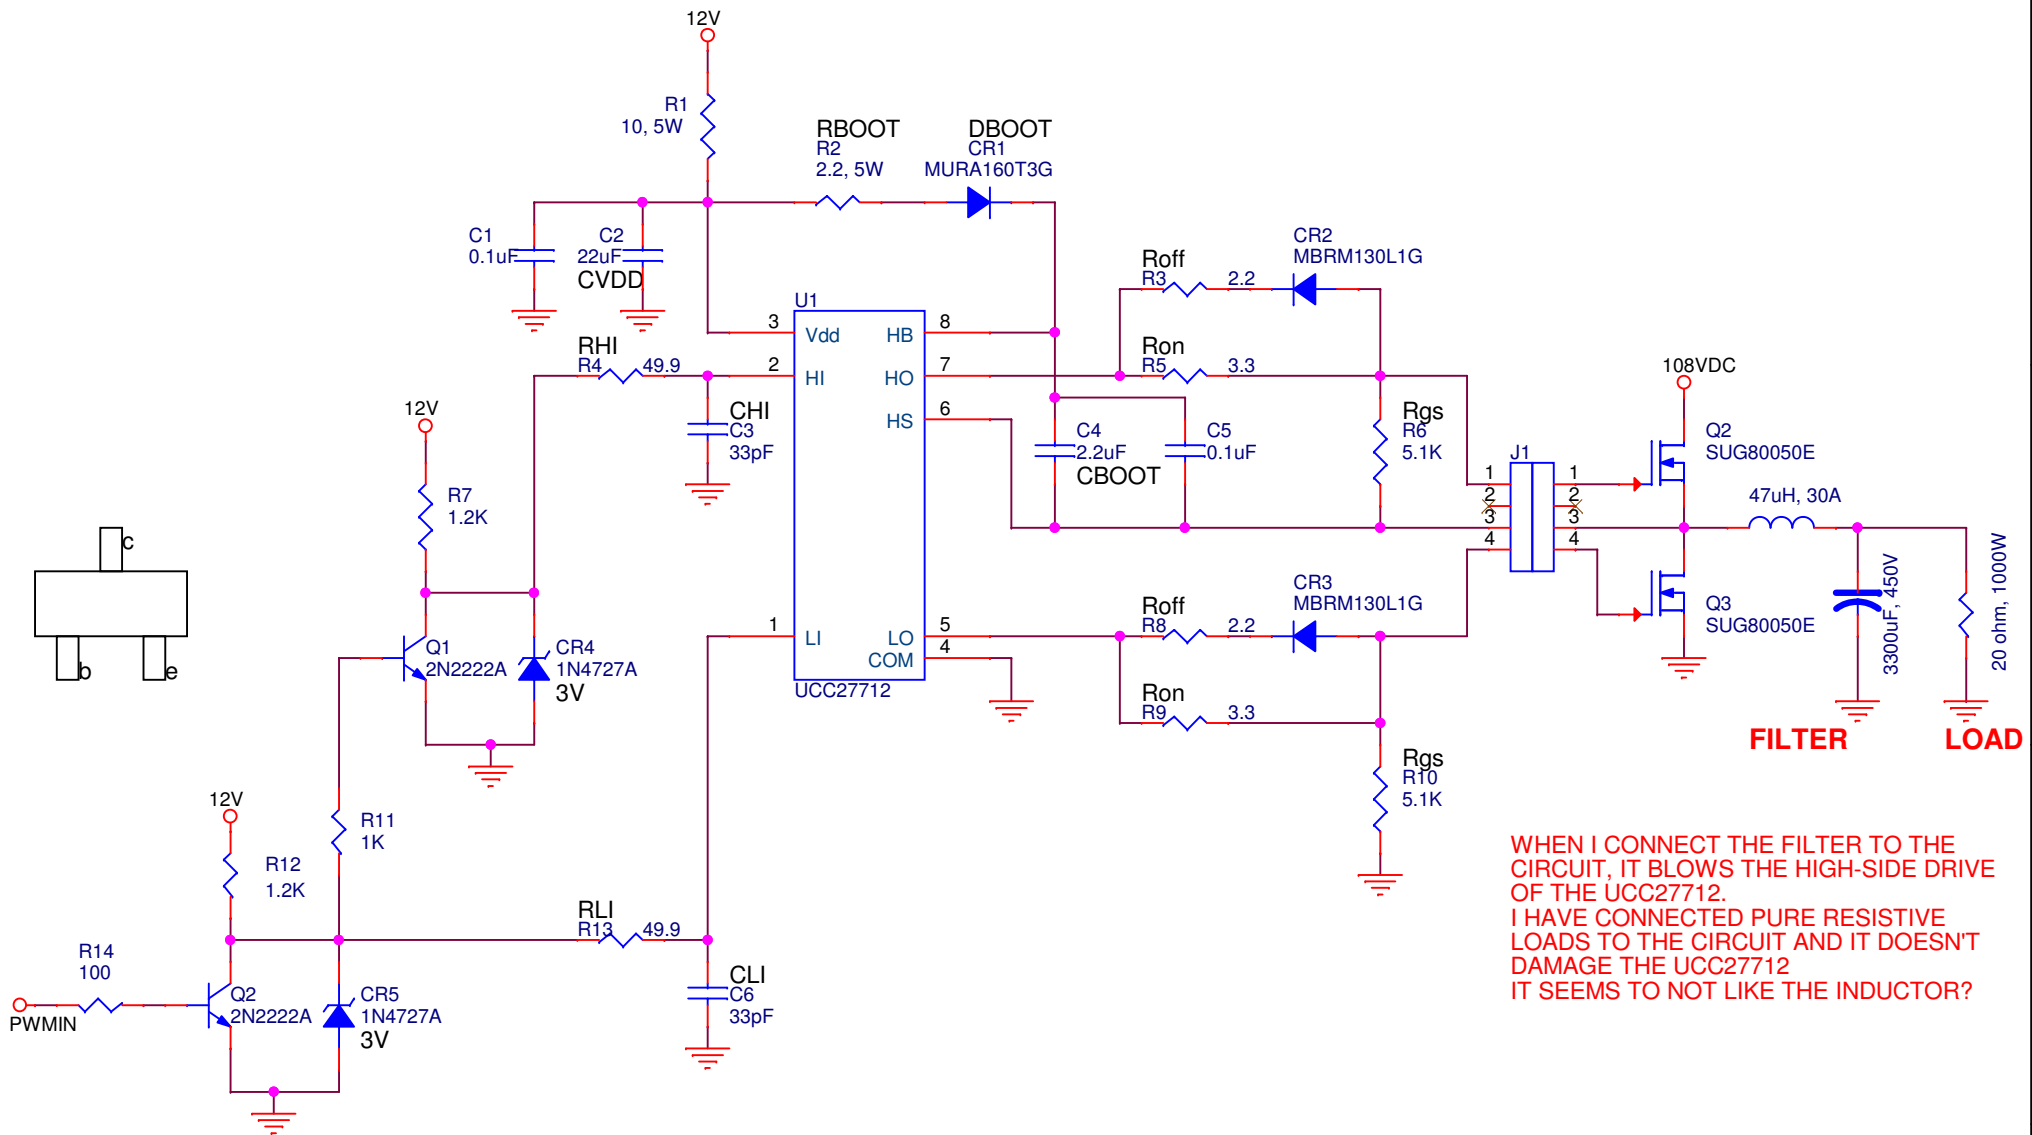 12V
R1
10, 5W
RBOOT
R2
2.2, 5W
DBOOT
CR1
MURA160T3G
C1
0.1uF
C2
22uF
CVDD
Roff
R3
2.2
CR2
MBRM130L1G
U1
3
Vdd
HB
8
RHI
R4
49.9
2
HI
HO
7
Ron
R5
3.3
108VDC
12V
CHI
C3
33pF
HS
6
C4
2.2uF
CBOOT
C5
0.1uF
Rgs
R6
5.1K
J1
Q2
SUG80050E
1
2
3
4
1
2
3
4
47uH, 30A
R7
1.2K
c
b
e
Q1
2N2222A
CR4
1N4727A
3V
1
LI
LO
5
COM
4
UCC27712
Roff
R8
2.2
CR3
MBRM130L1G
Q3
SUG80050E
3300uF, 450V
20 ohm, 1000W
Ron
R9
3.3
FILTER
LOAD
Rgs
R10
5.1K
12V
R12
1.2K
R11
1K
RLI
R13
49.9
CLI
C6
33pF
R14
100
PWMIN
Q2
2N2222A
CR5
1N4727A
3V
WHEN I CONNECT THE FILTER TO THE
CIRCUIT, IT BLOWS THE HIGH-SIDE DRIVE
OF THE UCC27712.
I HAVE CONNECTED PURE RESISTIVE
LOADS TO THE CIRCUIT AND IT DOESN'T
DAMAGE THE UCC27712
IT SEEMS TO NOT LIKE THE INDUCTOR?